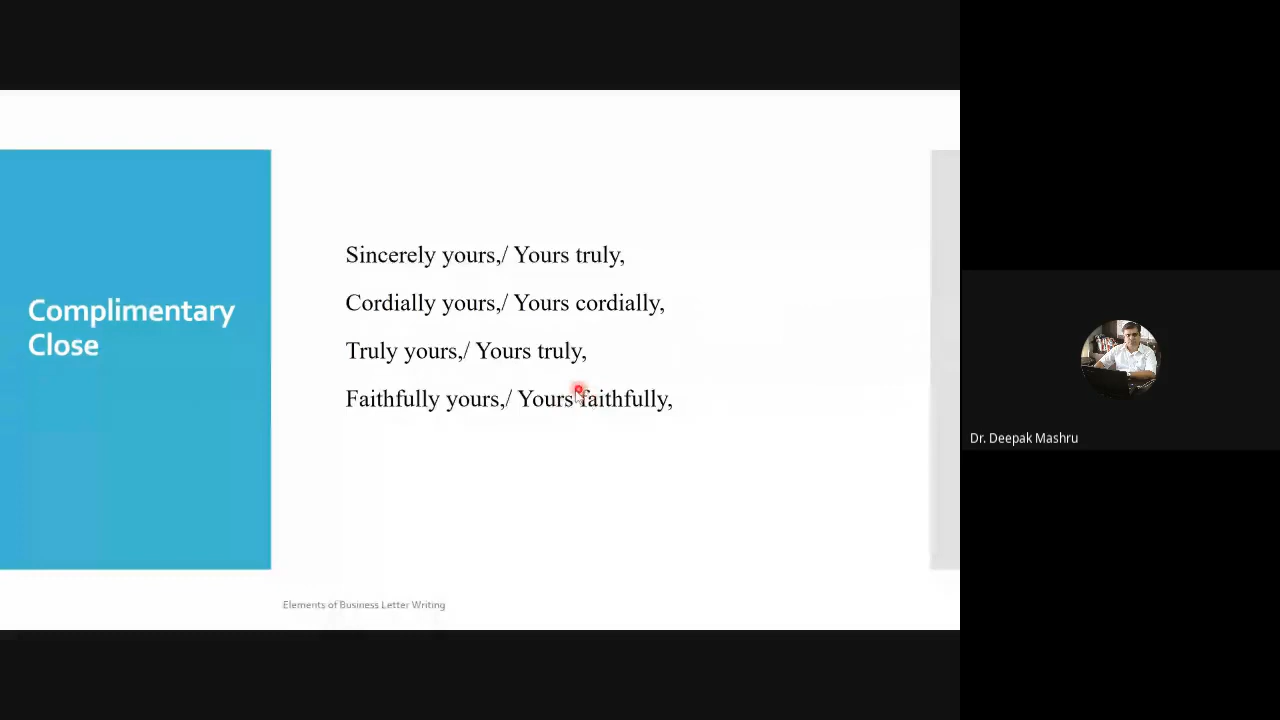 Complimentary
Close
Sincerely yours,/ Yours truly,
Cordially yours,/ Yours cordially,
Truly yours,/ Yours truly,
Faithfully yours,/ Yours faithfully,
Elements of Business Letter Writing
Dr. Deepak Mashru